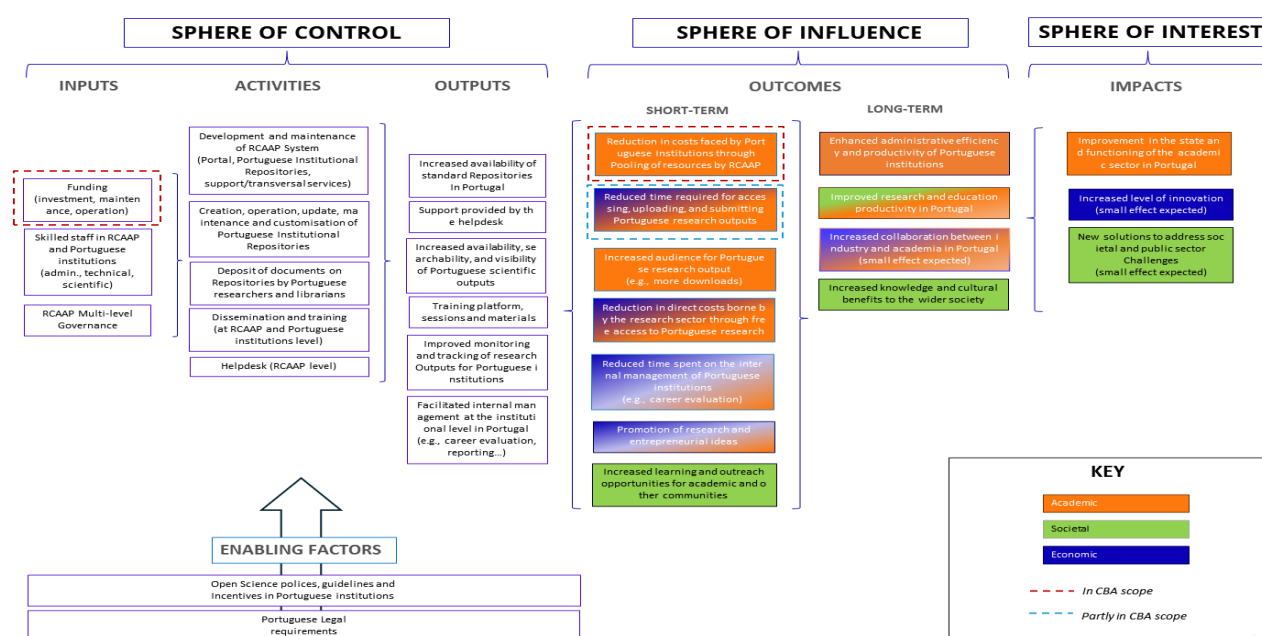 SPHERE OF CONTROL
SPHERE OF INFLUENCE
SPHERE OF INTEREST
INPUTS
ACTIVITIES
OUTPUTS
OUTCOMES
IMPACTS
SHORT-TERM
LONG-TERM
Funding
(investment, mainten
ance, operation)
Skilled staff in RCAAP
and Portuguese
institutions
(admin., technical,
scientific)
RCAAP Multi-level
Governance
Development and maintenance
of RCAAP System
(Portal, Portuguese Institutional
Repositories,
support/transversal services)
Creation, operation, update, ma
intenance and customisation of
Portuguese Institutional
Repositories
Deposit of documents on
Repositories by Portuguese
researchers and librarians
Dissemination and training
(at RCAAP and Portuguese
institutions level)
Helpdesk (RCAAP level)
Increased availability of
standard Repositories
In Portugal
Support provided by th
e helpdesk
Increased availability, se
archability, and visibility
of Portuguese scientific
outputs
Training platform,
sessions and materials
Improved monitoring
and tracking of research
Outputs for Portuguese i
nstitutions
Facilitated internal man
agement at the instituti
onal level in Portugal
(e.g., career evaluation,
reporting...)
Reduction in costs faced by Port
uguese Institutions through
Pooling of resources by RCAAP
Reduced time required for acces
sing, uploading, and submitting
Portuguese research outputs
Increased audience for Portugue
se research output
(e.g., more downloads)
Reduction in direct costs borne b
y the research sector through fre
e access to Portuguese research
Reduced time spent on the inter
nal management of Portuguese
institutions
(e.g., career evaluation)
Promotion of research and
entrepreneurial ideas
Increased learning and outreach
opportunities for academic and o
ther communities
Enhanced administrative efficienc
y and productivity of Portuguese
institutions
Improved research and education
productivity in Portugal
Increased collaboration between i
ndustry and academia in Portugal
(small effect expected)
Increased knowledge and cultural
benefits to the wider society
Improvement in the state an
d functioning of the academi
c sector in Portugal
Increased level of innovation
(small effect expected)
New solutions to address soc
ietal and public sector
Challenges
(small effect expected)
ENABLING FACTORS
Open Science polices, guidelines and
Incentives in Portuguese institutions
Portuguese Legal
requirements
KEY
Academic
Societal
Economic
In CBA scope
Partly in CBA scope